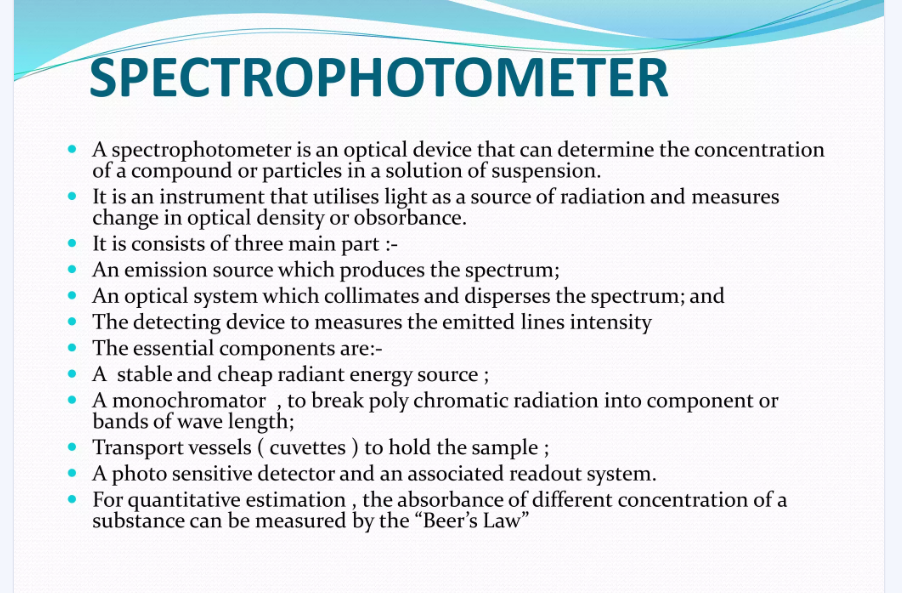 SPECTROPHOTOMETER
A spectrophotometer is an optical device that can determine the concentration
of a compound or particles in a solution of suspension.
It is an instrument that utilises light as a source of radiation and measures
change in optical density or obsorbance.
It is consists of three main part :-
An emission source which produces the spectrum;
An optical system which collimates and disperses the spectrum; and
The detecting device to measures the emitted lines intensity
The essential components are:-
A stable and cheap radiant energy source ;
A monochromator , to break poly chromatic radiation into component or
bands of wave length;
Transport vessels ( cuvettes ) to hold the sample ;
A photo sensitive detector and an associated readout system.
For quantitative estimation , the absorbance of different concentration of a
substance can be measured by the “Beer’s Law”